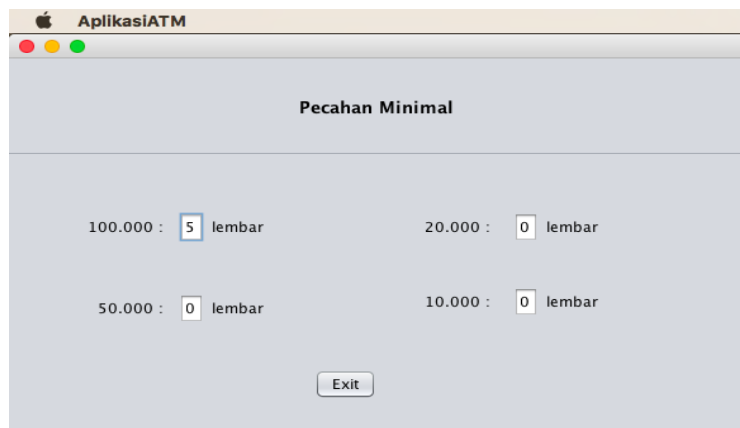 AplikasiATM
Pecahan Minimal
100.000 : 5 lembar
20.000 : 0 lembar
50.000 : 0 lembar
10.000 : 0 lembar
Exit